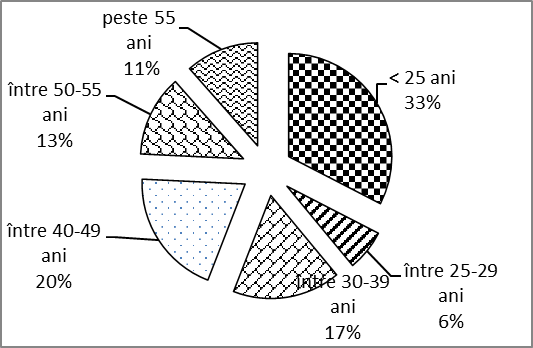 peste 55
ani
11%
< 25 ani
33%
între 50-55
ani
13%
între 40-49
ani
20%
între 30-39
ani
17%
între 25-29
ani
6%